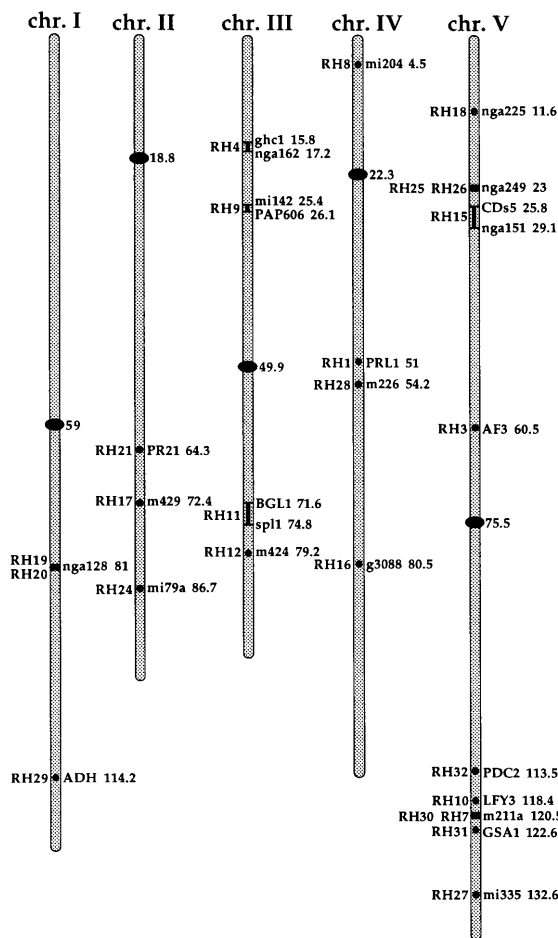 chr. I
chr. II
chr. III
chr. IV
chr. V
59
RH19
RH20
nga128 81
RH29 ADH 114.2
18.8
RH21 PR21 64.3
RH17 m429 72.4
RH24 mi79a 86.7
RH4
ghc1 15.8
nga162 17.2
RH9
mi142 25.4
PAP606 26.1
49.9
RH11
BGL1 71.6
spl1 74.8
RH12 m424 79.2
RH8 mi204 4.5
22.3
RH1 PRL1 51
RH28 m226 54.2
RH16 g3088 80.5
RH18 nga225 11.6
RH25 RH26 nga249 23
RH15
CDs5 25.8
nga151 29.1
RH3 AF3 60.5
75.5
RH32 PDC2 113.5
RH10 LFY3 118.4
RH30 RH7 m211a 120.5
RH31 GSA1 122.6
RH27 mi335 132.6